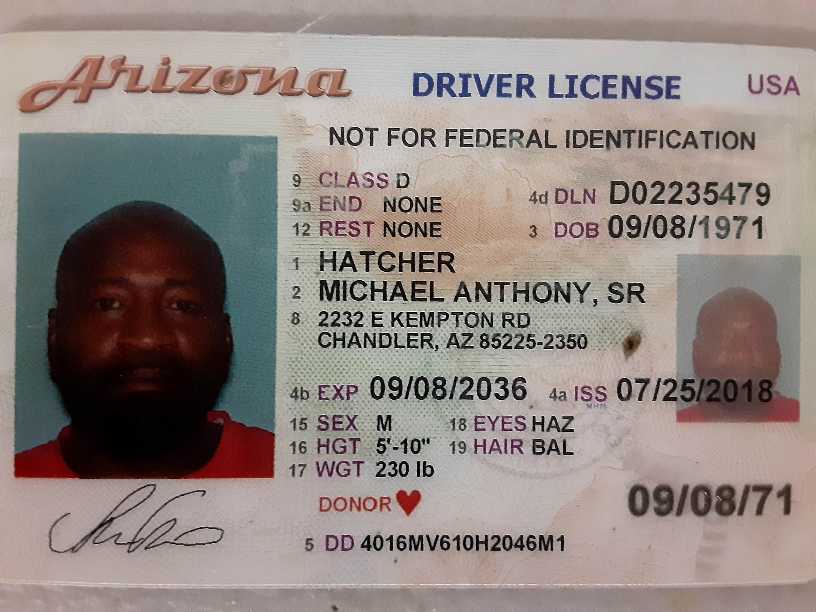 Arizona DRIVER LICENSE USA
NOT FOR FEDERAL IDENTIFICATION
9 CLASS D
9a END NONE 4d DLN D02235479
12 REST NONE 3 DOB 09/08/1971
1 HATCHER
2 MICHAEL ANTHONY, SR
8 2232 E KEMPTON RD
CHANDLER, AZ 85225-2350
4b EXP 09/08/2036 4a ISS 07/25/2018
15 SEX M 18 EYES HAZ
16 HGT 5'-10" 19 HAIR BAL
17 WGT 230 lb
DONOR
09/08/71
5 DD 4016MV610H2046M1